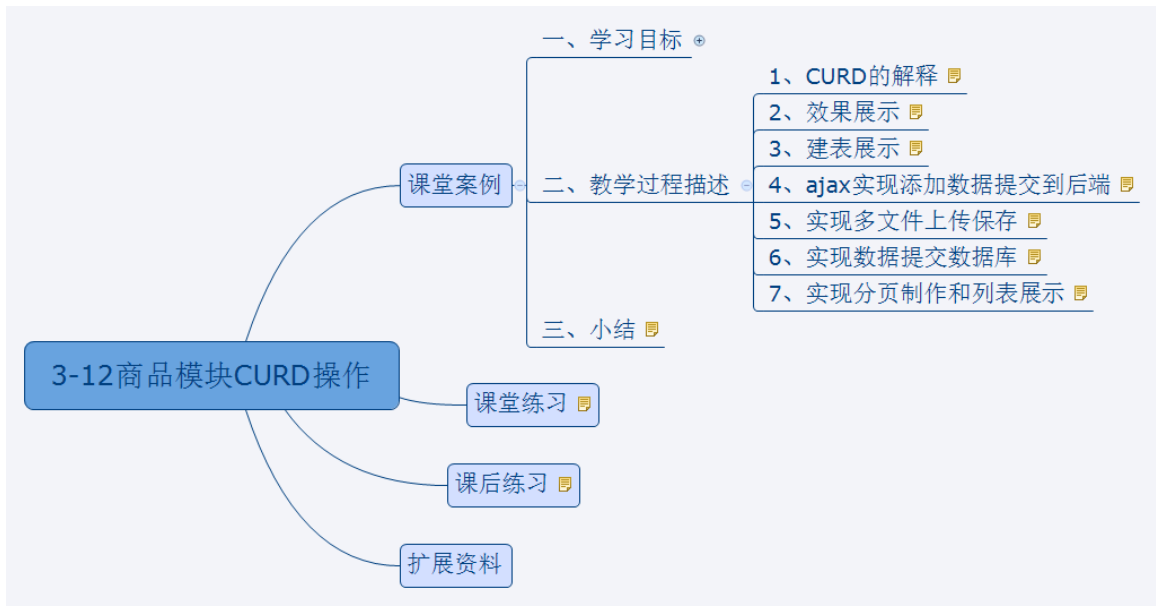 一、学习目标
1、CURD的解释
2、效果展示
3、建表展示
课堂案例
二、教学过程描述
4、ajax实现添加数据提交到后端
5、实现多文件上传保存
6、实现数据提交数据库
7、实现分页制作和列表展示
三、小结
3-12商品模块CURD操作
课堂练习
课后练习
扩展资料